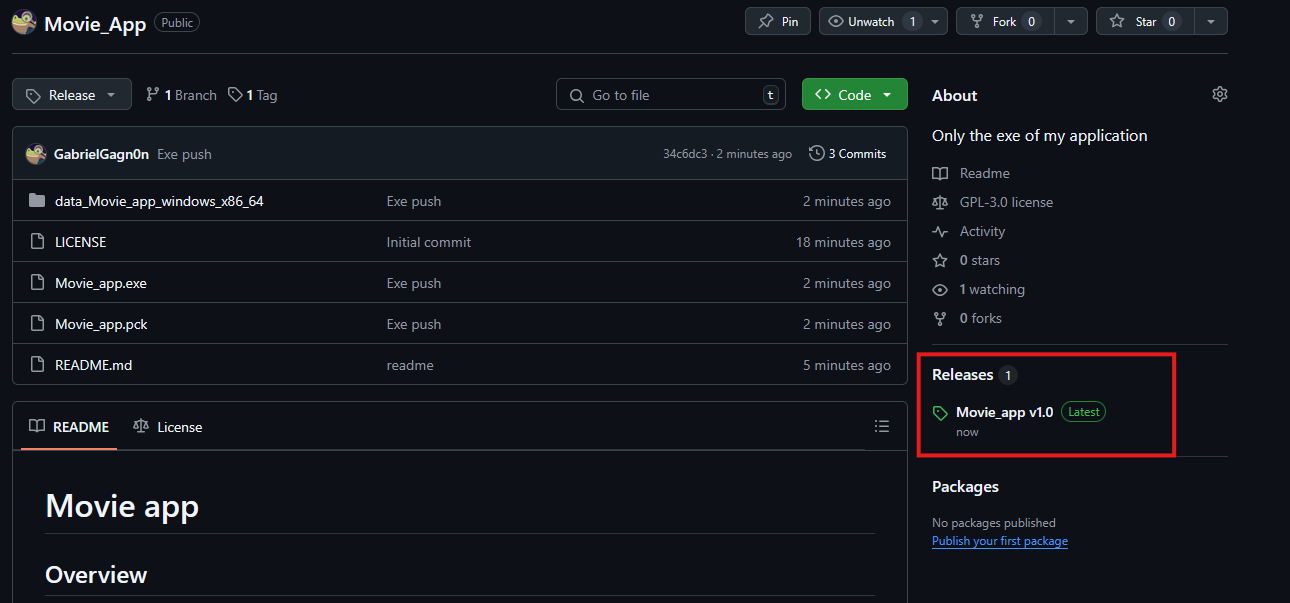 Movie_App Public
Pin
Unwatch 1
Fork 0
Star 0
Release
1 Branch
1 Tag
Go to file
t
Code
GabrielGagn0n Exe push
34c6dc3 · 2 minutes ago
3 Commits
data_Movie_app_windows_x86_64 Exe push 2 minutes ago
LICENSE Initial commit 18 minutes ago
Movie_app.exe Exe push 2 minutes ago
Movie_app.pck Exe push 2 minutes ago
README.md readme 5 minutes ago
README
License
Movie app
Overview
About
Only the exe of my application
Readme
GPL-3.0 license
Activity
0 stars
1 watching
0 forks
Releases 1
Movie_app v1.0 Latest
now
Packages
No packages published
Publish your first package